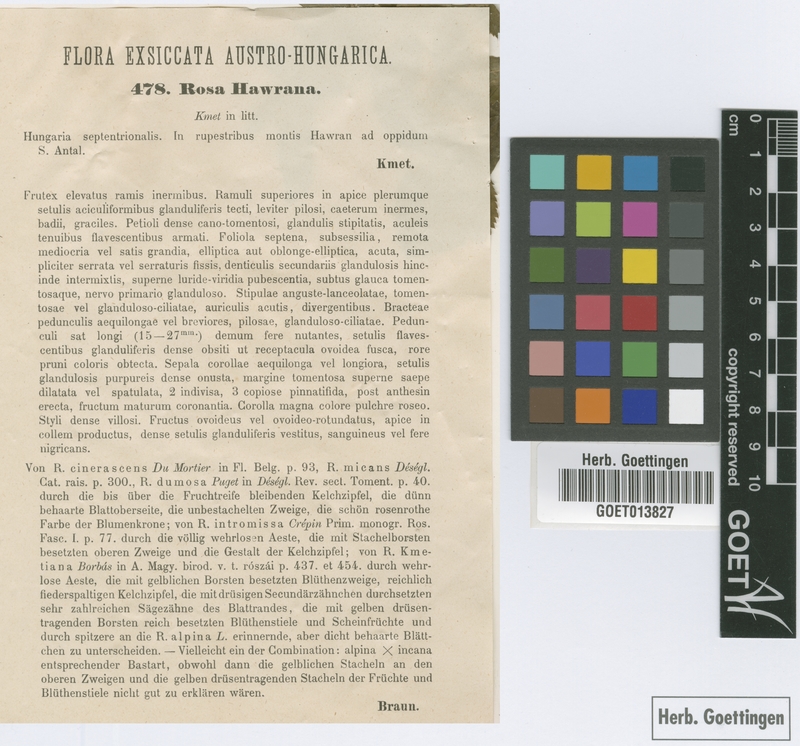 FLORA EXSICCATA AUSTRO-HUNGARICA.
478. Rosa Hawrana.
Kmet in litt.
Hungaria septentrionalis. In rupestribus montis Hawran ad oppidum
S. Antal.
Kmet.
Frutex elevatus ramis inermibus. Ramuli superiores in apice plerumque
setulis aciculiformibus glanduliferis tecti, leviter pilosi, caeterum inermes,
badii, graciles. Petioli dense cano-tomentosi, glandulis stipitatis, aculeis
tenuibus flavescentibus armati. Foliola septena, subsessilia, remota
mediocria vel satis grandia, elliptica aut oblonge-elliptica, acuta, sim-
pliciter serrata vel serraturis fissis, denticulis secundariis glandulosis hinc-
inde intermixtis, superne luride-viridia pubescentia, subtus glauca tomen-
tosaque, nervo primario glanduloso. Stipulae anguste-lanceolatae, tomen-
tosae vel glanduloso-ciliatae, auriculis acutis, divergentibus. Bracteae
pedunculis aequilongae vel breviores, pilosae, glanduloso-ciliatae. Pedun-
culi sat longi (15—27mm.) demum fere nutantes, setulis flaves-
centibus glanduliferis dense obsiti ut receptacula ovoidea fusca, rore
pruni coloris obtecta. Sepala corollae aequilonga vel longiora, setulis
glandulosis purpureis dense onusta, margine tomentosa superne saepe
dilatata vel spatulata, 2 indivisa, 3 copiose pinnatifida, post anthesin
erecta, fructum maturum coronantia. Corolla magna colore pulchre roseo.
Styli dense villosi. Fructus ovoideus vel ovoideo-rotundatus, apice in
collem productus, dense setulis glanduliferis vestitus, sanguineus vel fere
nigricans.
Von R. cinerascens Du Mortier in Fl. Belg. p. 93, R. micans Déségl.
Cat. rais. p. 300., R. dumosa Puget in Déségl. Rev. sect. Toment. p. 40.
durch die bis über die Fruchtreife bleibenden Kelchzipfel, die dünn
behaarte Blattoberseite, die unbestachelten Zweige, die schön rosenrothe
Farbe der Blumenkrone; von R. intromissa Crépin Prim. monogr. Ros.
Fasc. I. p. 77. durch die völlig wehrlosen Aeste, die mit Stachelborsten
besetzten oberen Zweige und die Gestalt der Kelchzipfel; von R. Kme-
tiana Borbás in A. Magy. birod. v. t. rószái p. 437. et 454. durch wehr-
lose Aeste, die mit gelblichen Borsten besetzten Blüthenzweige, reichlich
fiederspaltigen Kelchzipfel, die mit drüsigen Secundärzähnchen durchsetzten
sehr zahlreichen Sägezähne des Blattrandes, die mit gelben drüsen-
tragenden Borsten reich besetzten Blüthenstiele und Scheinfrüchte und
durch spitzere an die R. alpina L. erinnernde, aber dicht behaarte Blätt-
chen zu unterscheiden. — Vielleicht ein der Combination: alpina × incana
entsprechender Bastart, obwohl dann die gelblichen Stacheln an den
oberen Zweigen und die gelben drüsentragenden Stacheln der Früchte und
Blüthenstiele nicht gut zu erklären wären.
Braun.
Herb. Goettingen
GOET013827
cm
0
1
2
3
4
5
6
7
8
9
10
copyright reserved
GOET
Herb. Goettingen